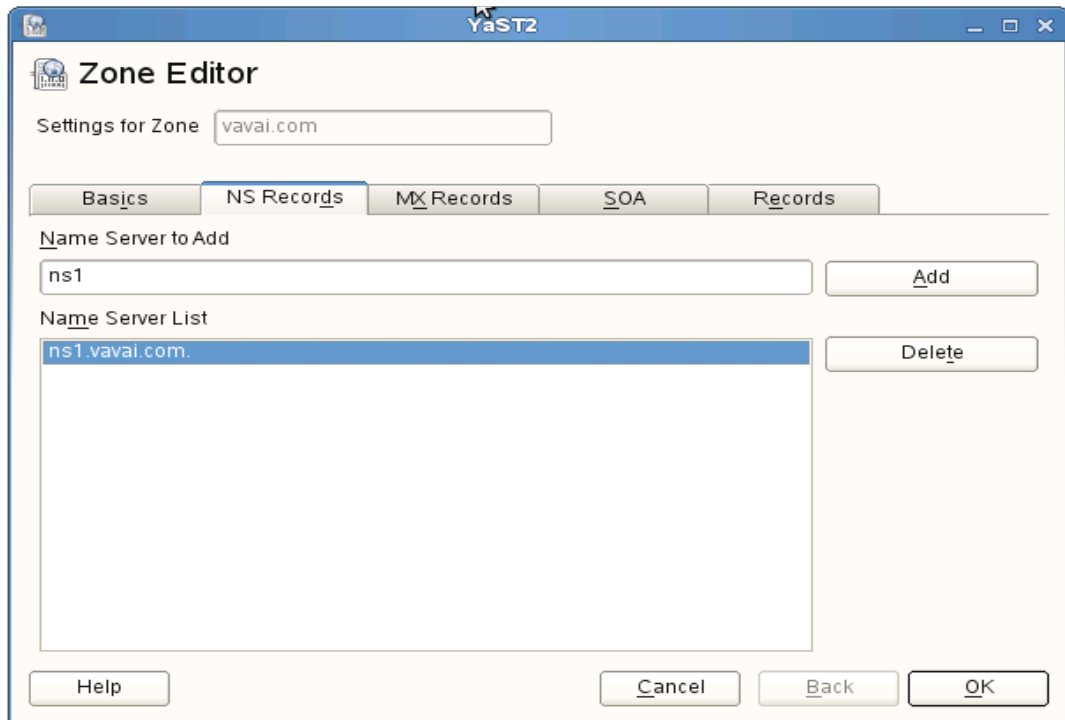 YaST2
Zone Editor
Settings for Zone vavai.com
Basics NS Records MX Records SOA Records
Name Server to Add
ns1 Add
Name Server List
ns1.vavai.com. Delete
Help Cancel Back OK